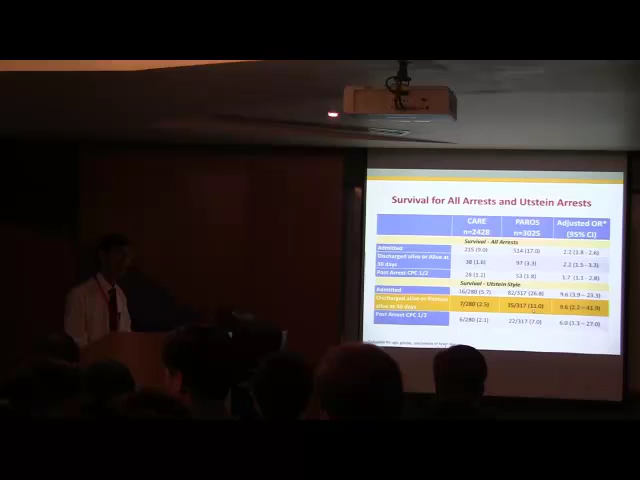 Survival for All Arrests and Utstein Arrests
CARE n=2428 PAROS n=3025 Adjusted OR* (95% CI)
Survival - All Arrests
Admitted 215 (9.0) 514 (17.0) 2.2 (1.8 - 2.6)
Discharged alive or Alive at 30 days 38 (1.6) 97 (3.3) 2.2 (1.5 - 3.3)
Post Arrest CPC 1/2 28 (1.2) 53 (1.8) 1.7 (1.1 - 2.8)
Survival - Utstein Style
Admitted 16/280 (5.7) 82/317 (26.8) 9.6 (3.9 – 23.3)
Discharged alive or alive at 30 days 7/280 (2.5) 35/317 (11.0) 9.6 (2.2 – 41.9)
Post Arrest CPC 1/2 6/280 (2.1) 22/317 (7.0) 6.0 (1.3 – 27.0)